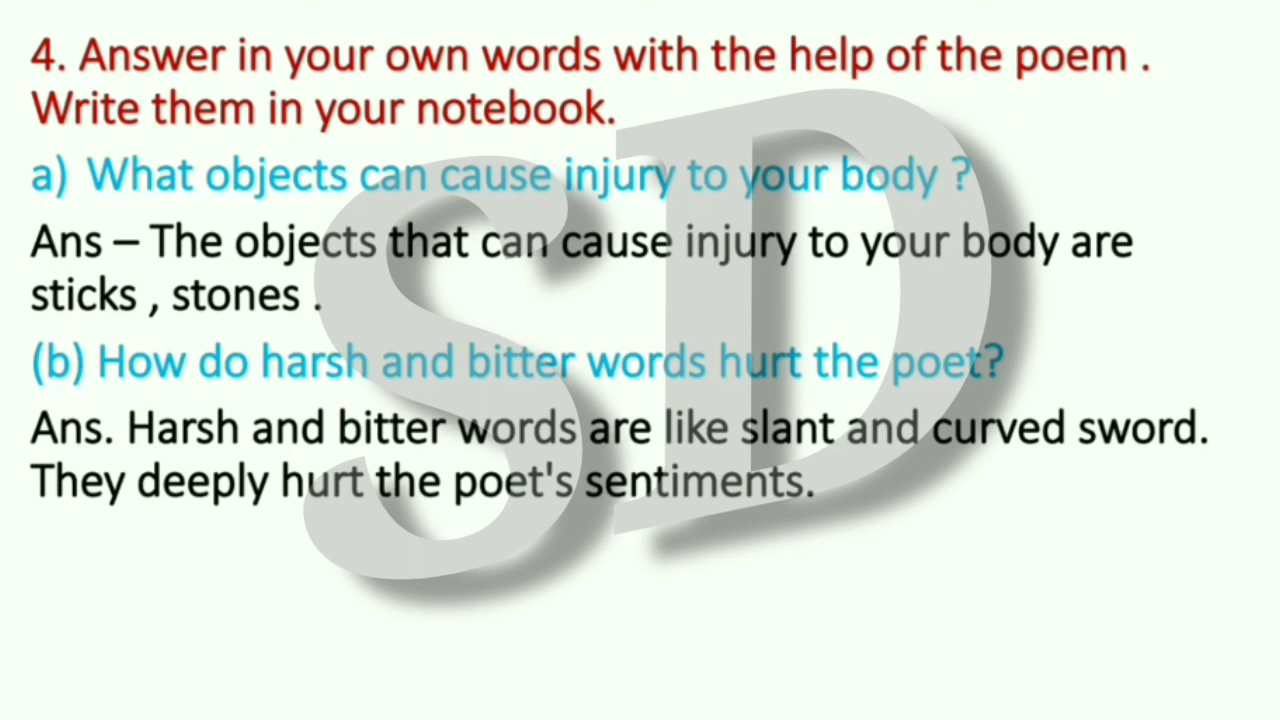 4. Answer in your own words with the help of the poem .
Write them in your notebook.
a) What objects can cause injury to your body ?
Ans – The objects that can cause injury to your body are
sticks , stones .
(b) How do harsh and bitter words hurt the poet?
Ans. Harsh and bitter words are like slant and curved sword.
They deeply hurt the poet's sentiments.
SD